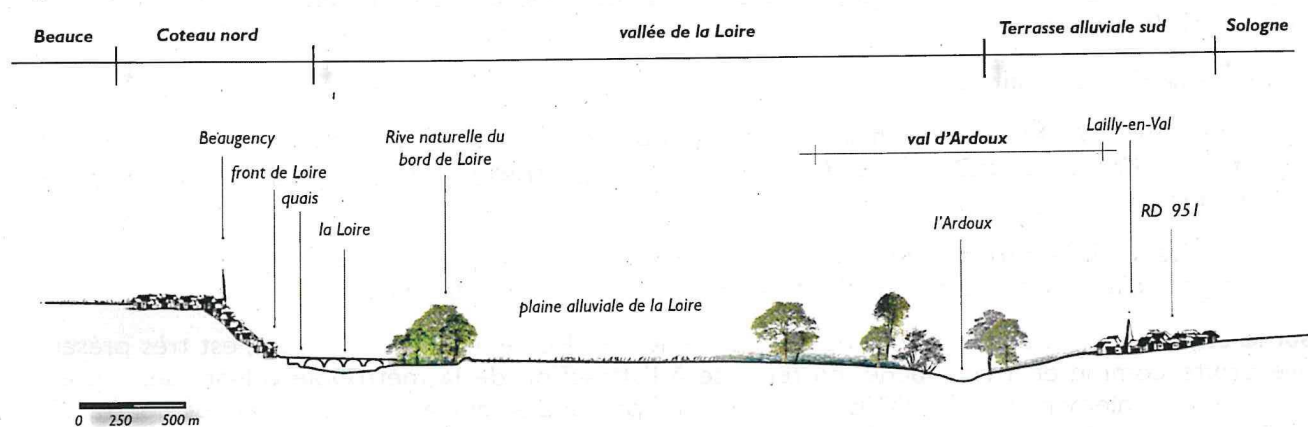 Beauce
Coteau nord
vallée de la Loire
Terrasse alluviale sud
Sologne
Beaugency
Rive naturelle du
bord de Loire
val d'Ardoux
Lailly-en-Val
front de Loire
quais
la Loire
l'Ardoux
RD 951
plaine alluviale de la Loire
est très
0 250 500 m